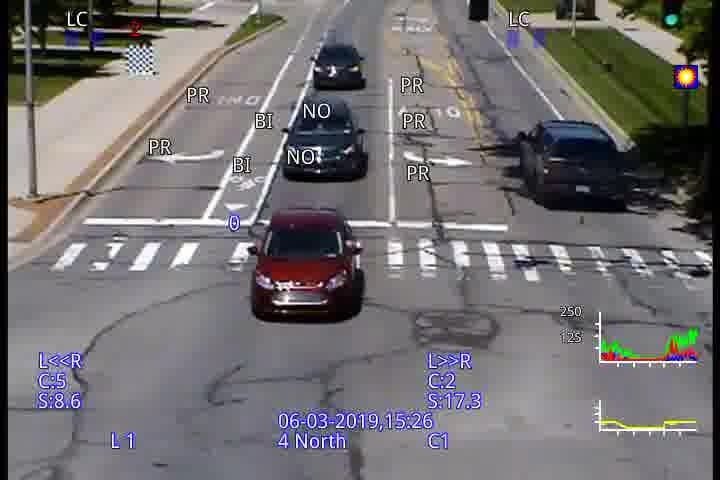 LC
LC
2
PR
PR
NO
BI
PR
PR
NO
BI
PR
0
250
125
L<<R
C:5
S:8.6
L>>R
C:2
S:17.3
06-03-2019,15:26
L 1
4 North
C1